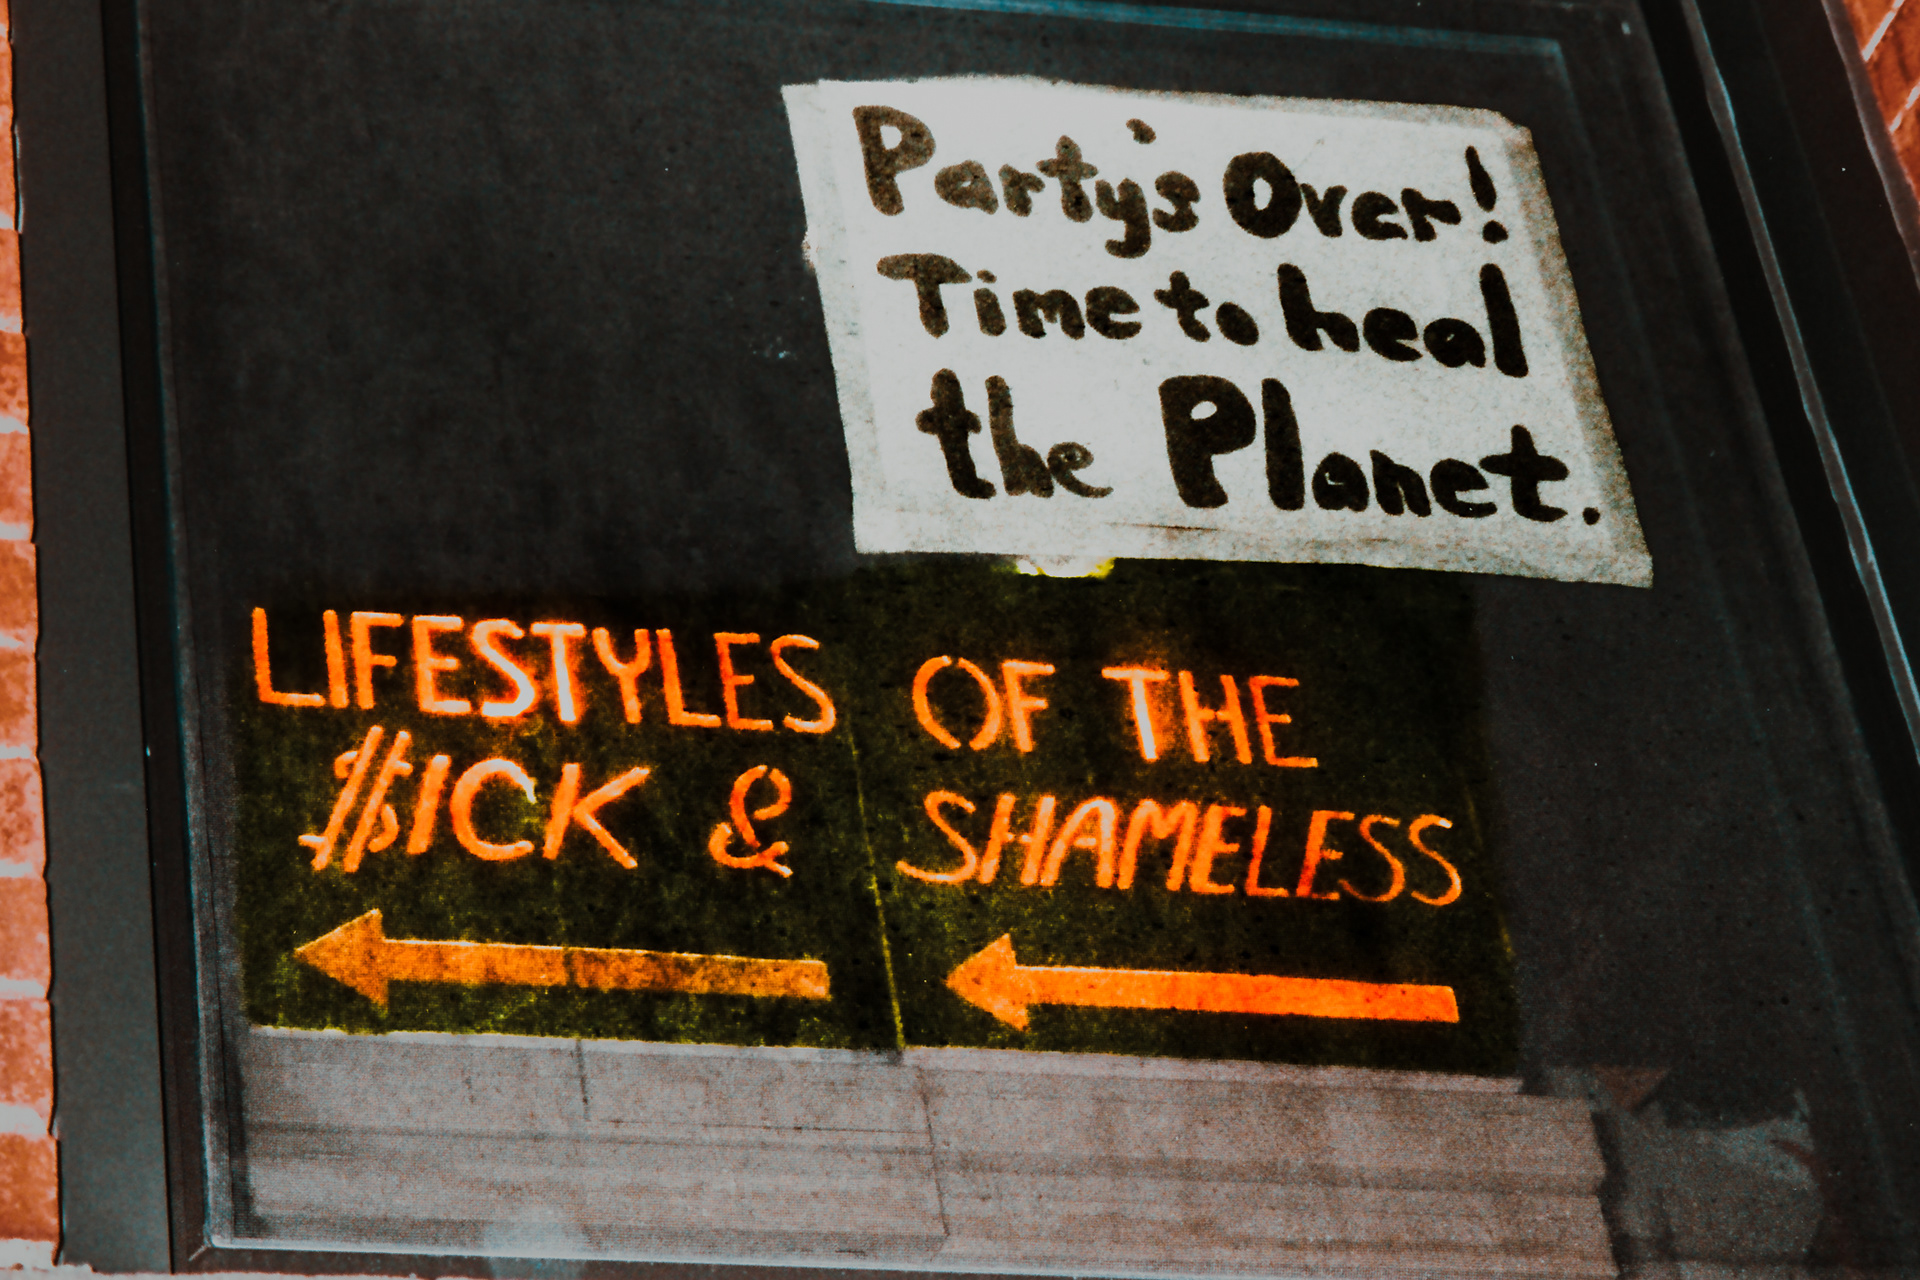 Party's Over!
Time to heal
the Planet.
LIFESTYLES OF THE
$ICK & SHAMELESS